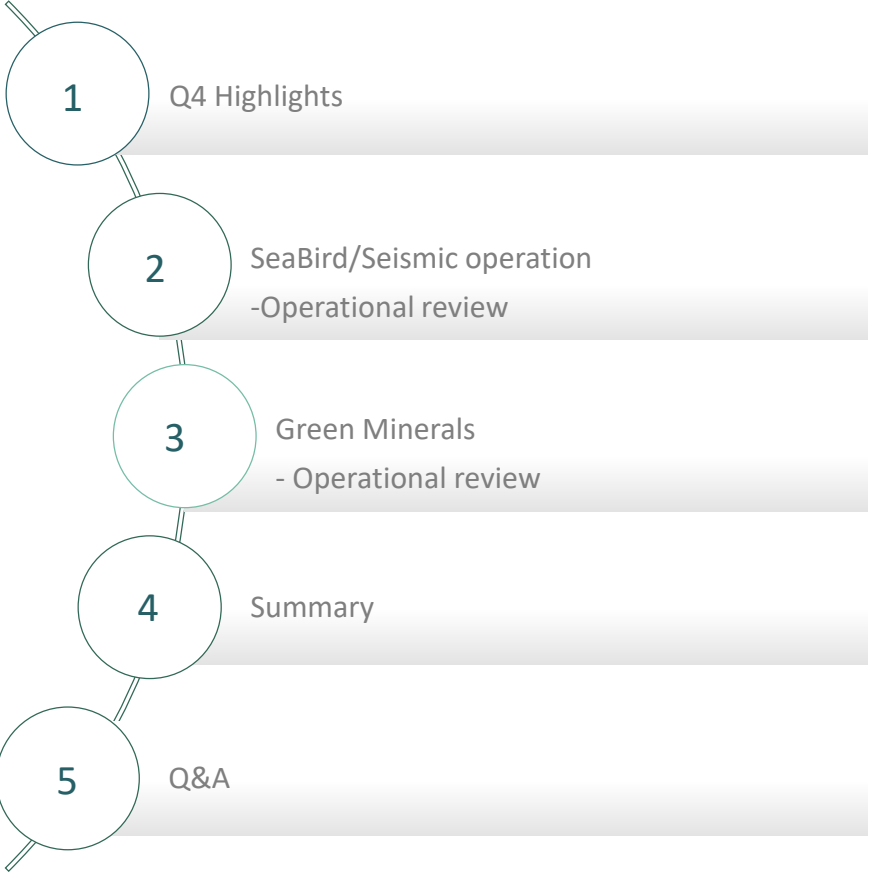 1
Q4 Highlights
2
SeaBird/Seismic operation
-Operational review
3
Green Minerals
- Operational review
4
Summary
5
Q&A